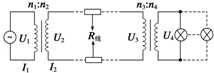 n₁:n₂ n₃:n₄
U₁ U₂ R线 U₃ U₄
I₁ I₂